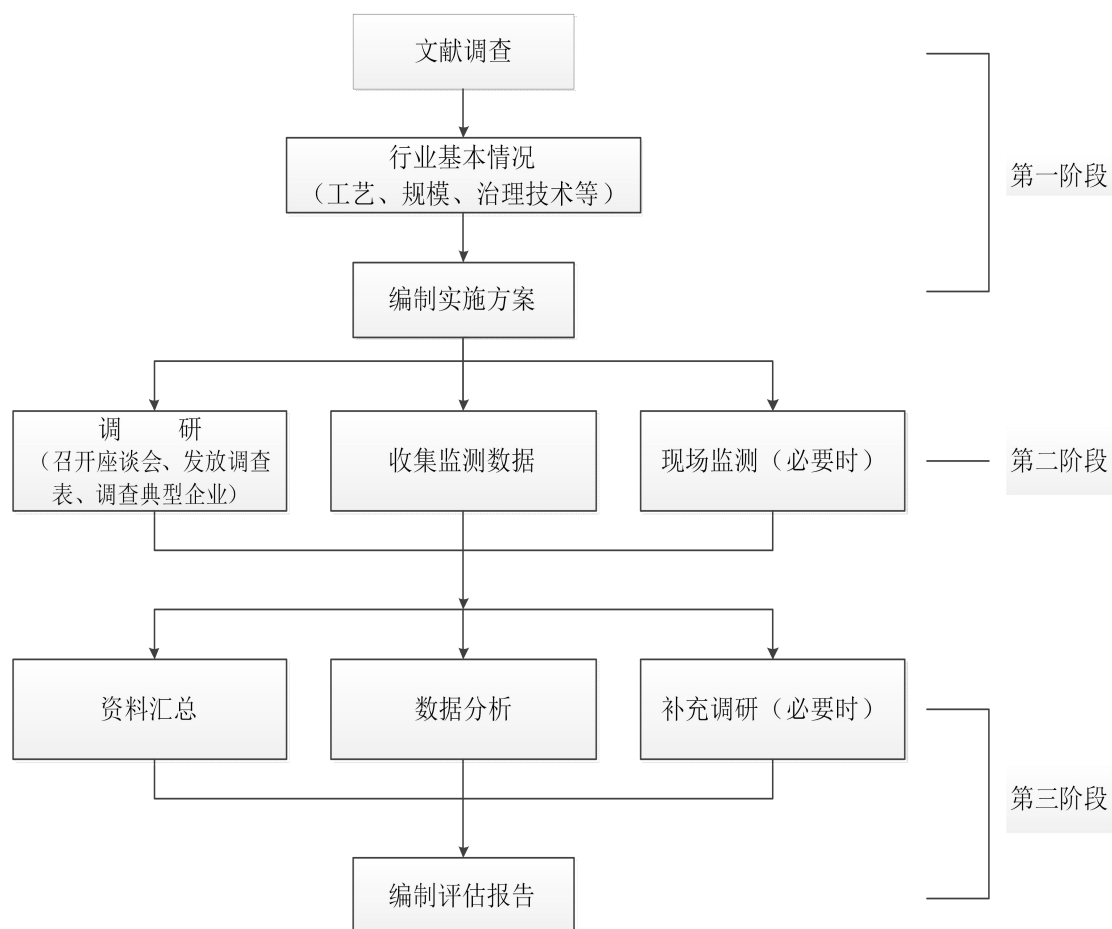 文献调查
行业基本情况
（工艺、规模、治理技术等）
第一阶段
编制实施方案
调 研
（召开座谈会、发放调查
表、调查典型企业）
收集监测数据
现场监测（必要时）
第二阶段
资料汇总
数据分析
补充调研（必要时）
第三阶段
编制评估报告